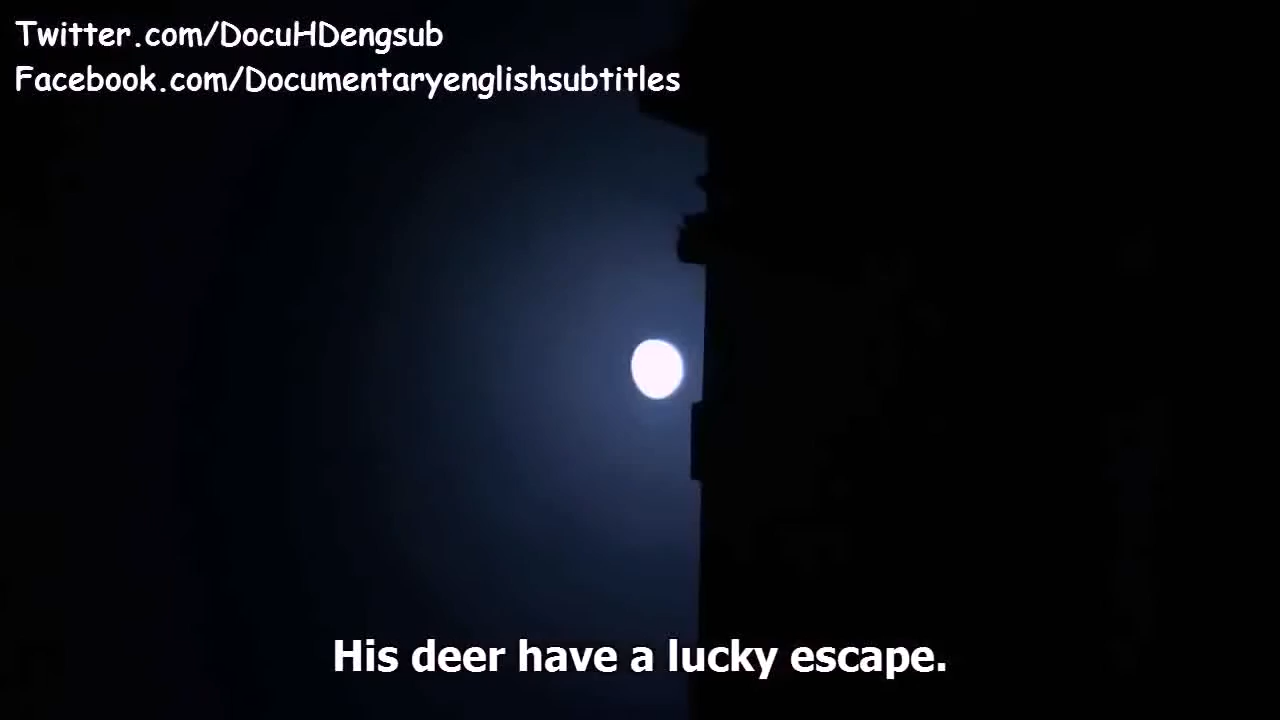 Twitter.com/DocuHDengsub
Facebook.com/Documentaryenglishsubtitles
His deer have a lucky escape.